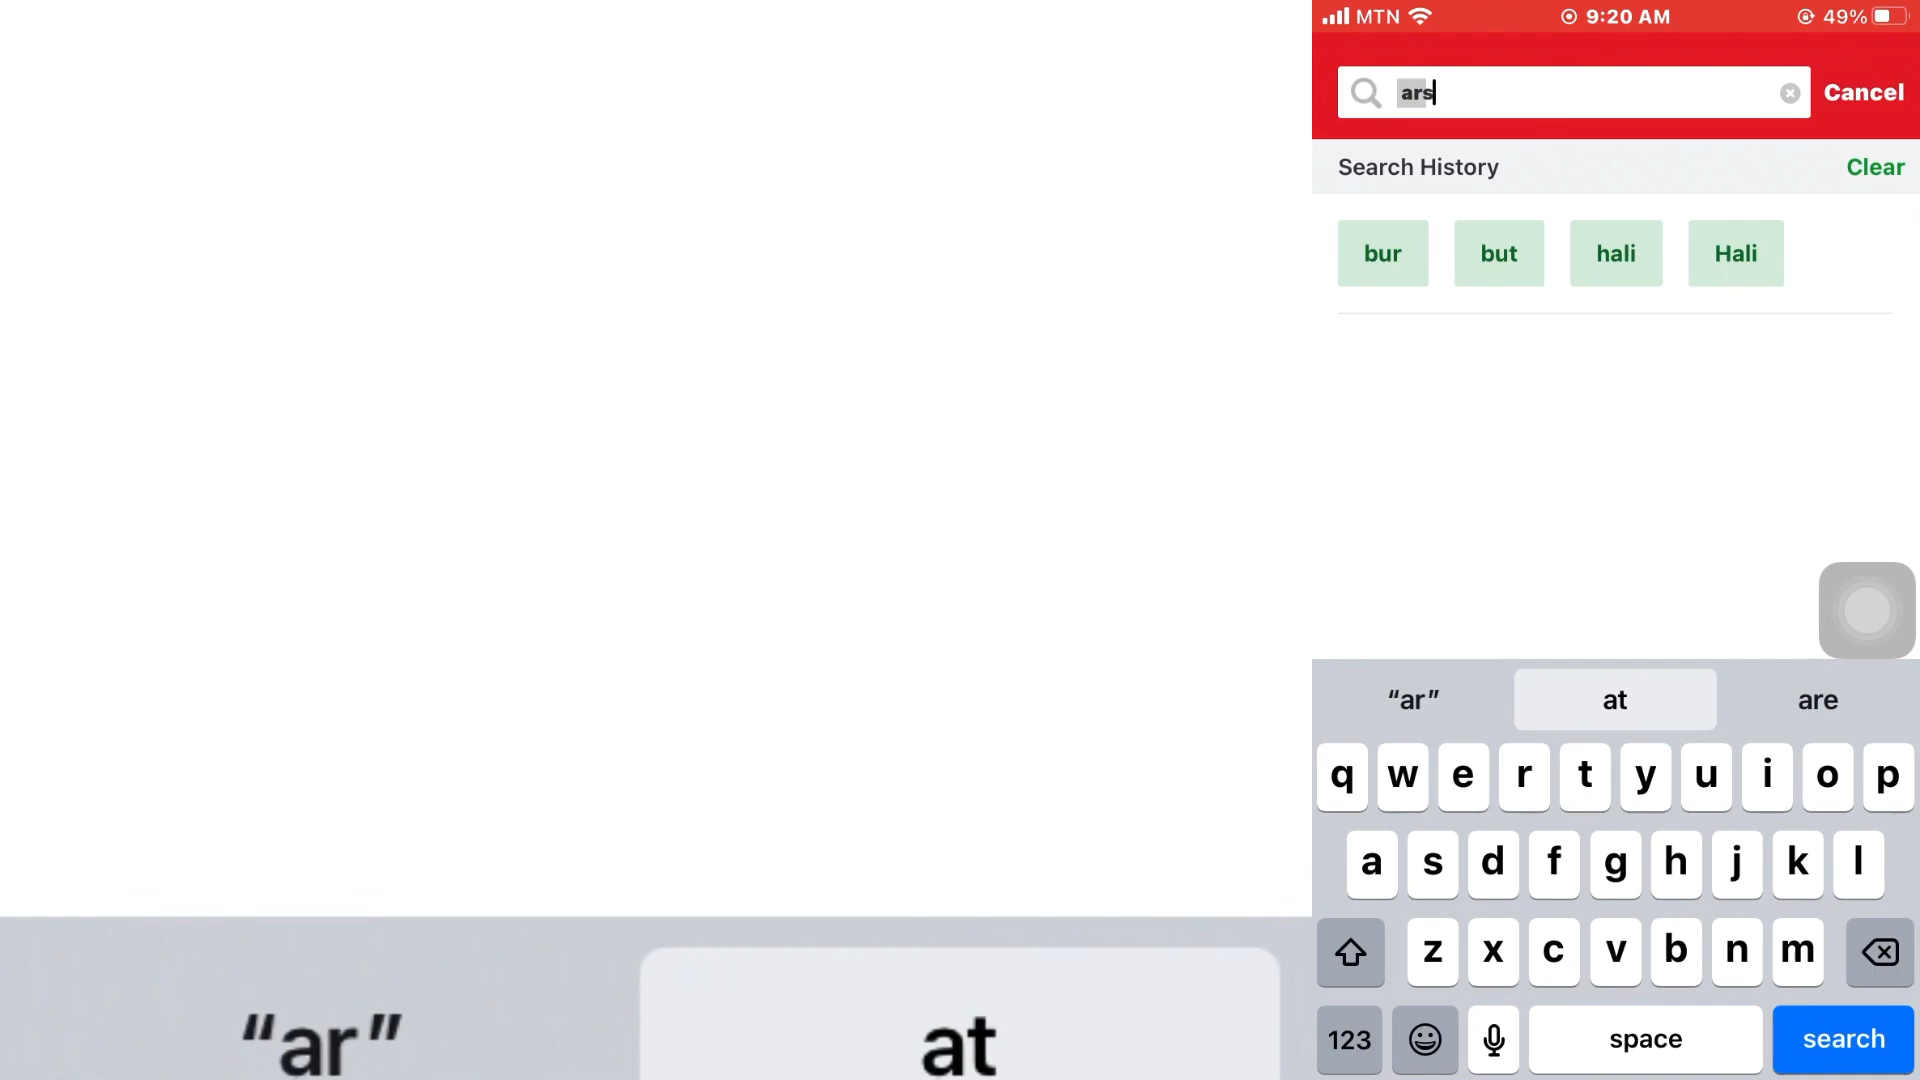 MTN 9:20 AM 49%
ars Cancel
Search History Clear
bur but hali Hali
“ar” at are
q w e r t y u i o p
a s d f g h j k l
z x c v b n m
123 space search
“ar” at